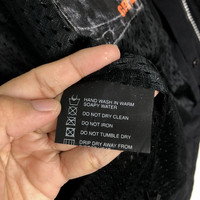 HAND WASH IN WARM
SOAPY WATER
DO NOT DRY CLEAN
DO NOT IRON
DO NOT TUMBLE DRY
DRIP DRY AWAY FROM